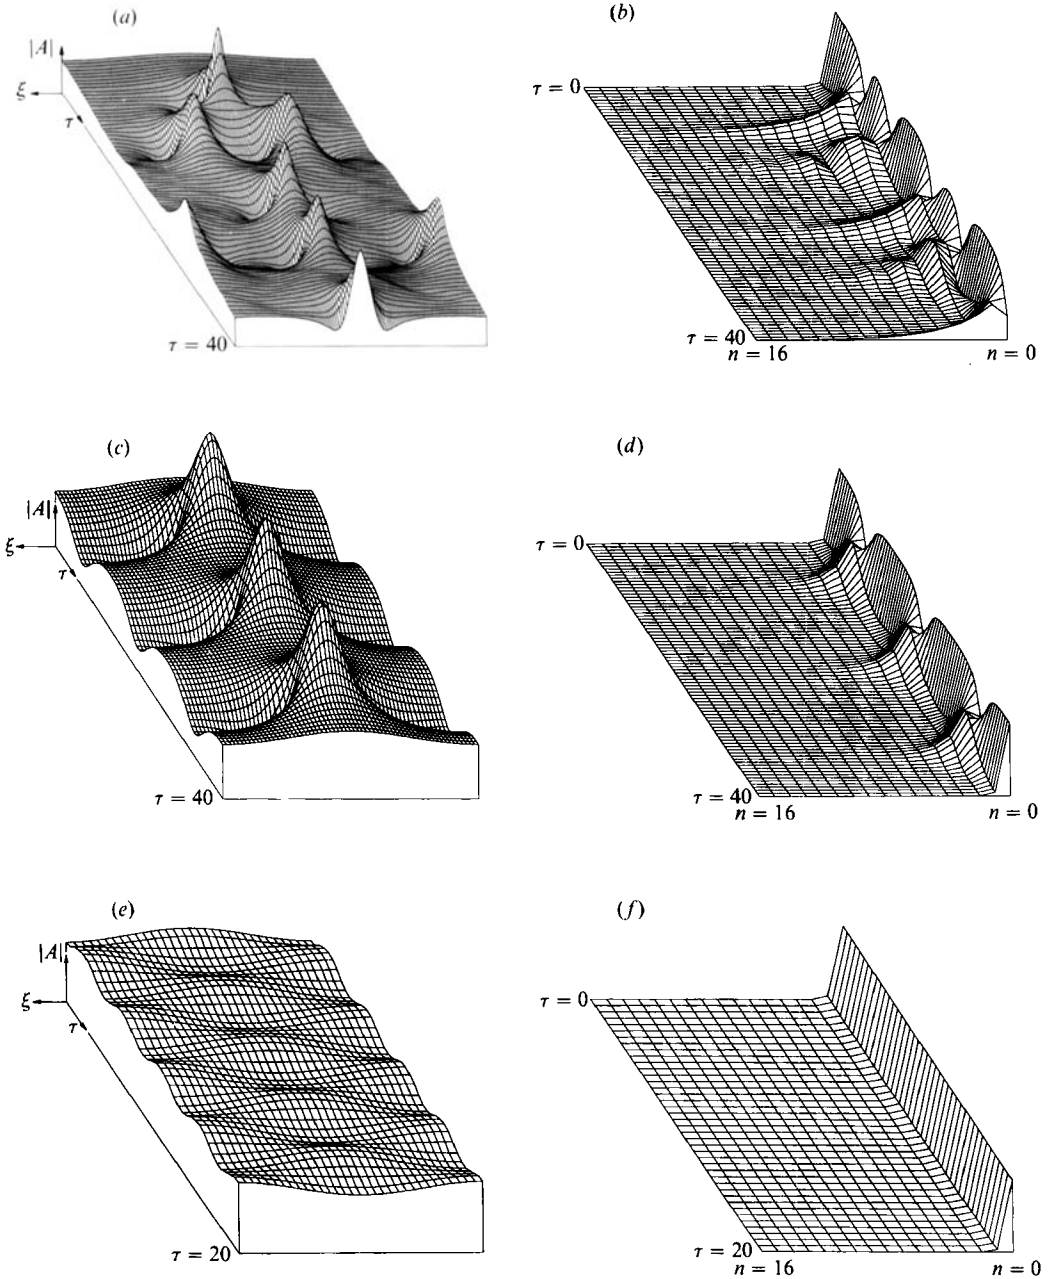 (a)
|A|
ξ
τ
τ = 40
(b)
τ = 0
τ = 40
n = 16
n = 0
(c)
|A|
ξ
τ
τ = 40
(d)
τ = 0
τ = 40
n = 16
n = 0
(e)
|A|
ξ
τ
τ = 20
(f)
τ = 0
τ = 20
n = 16
n = 0